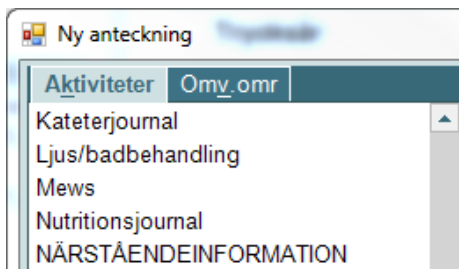 Ny anteckning
Aktiviteter Omv.omr
Kateterjournal
Ljus/badbehandling
Mews
Nutritionsjournal
NÄRSTÅENDEINFORMATION